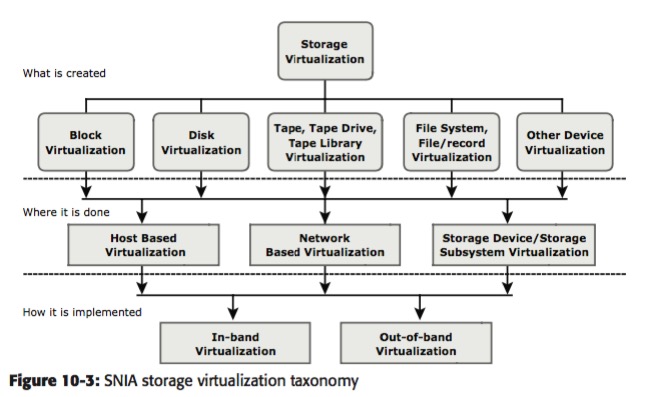 Storage
Virtualization
What is created
Block
Virtualization
Disk
Virtualization
Tape, Tape Drive,
Tape Library
Virtualization
File System,
File/record
Virtualization
Other Device
Virtualization
Where it is done
Host Based
Virtualization
Network
Based Virtualization
Storage Device/Storage
Subsystem Virtualization
How it is implemented
In-band
Virtualization
Out-of-band
Virtualization
Figure 10-3: SNIA storage virtualization taxonomy